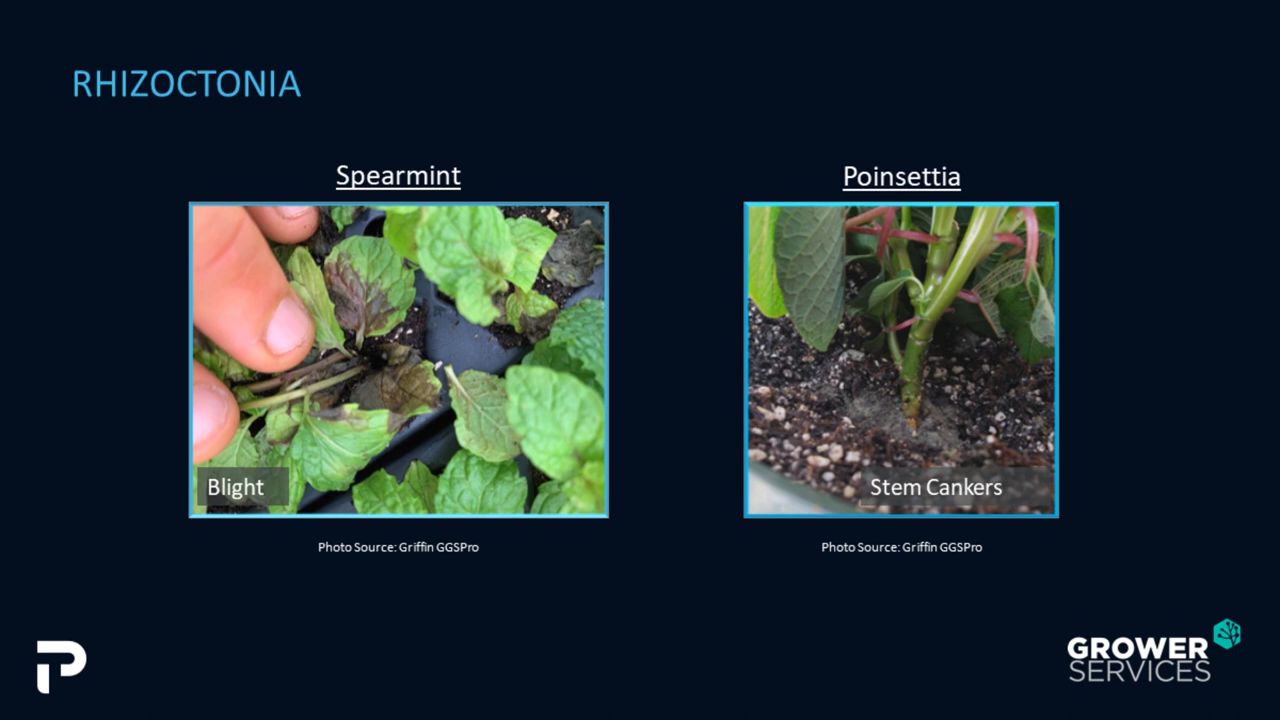 RHIZOCTONIA
Spearmint
Poinsettia
Blight
Stem Cankers
Photo Source: Griffin GGSPro
Photo Source: Griffin GGSPro
GROWER
SERVICES